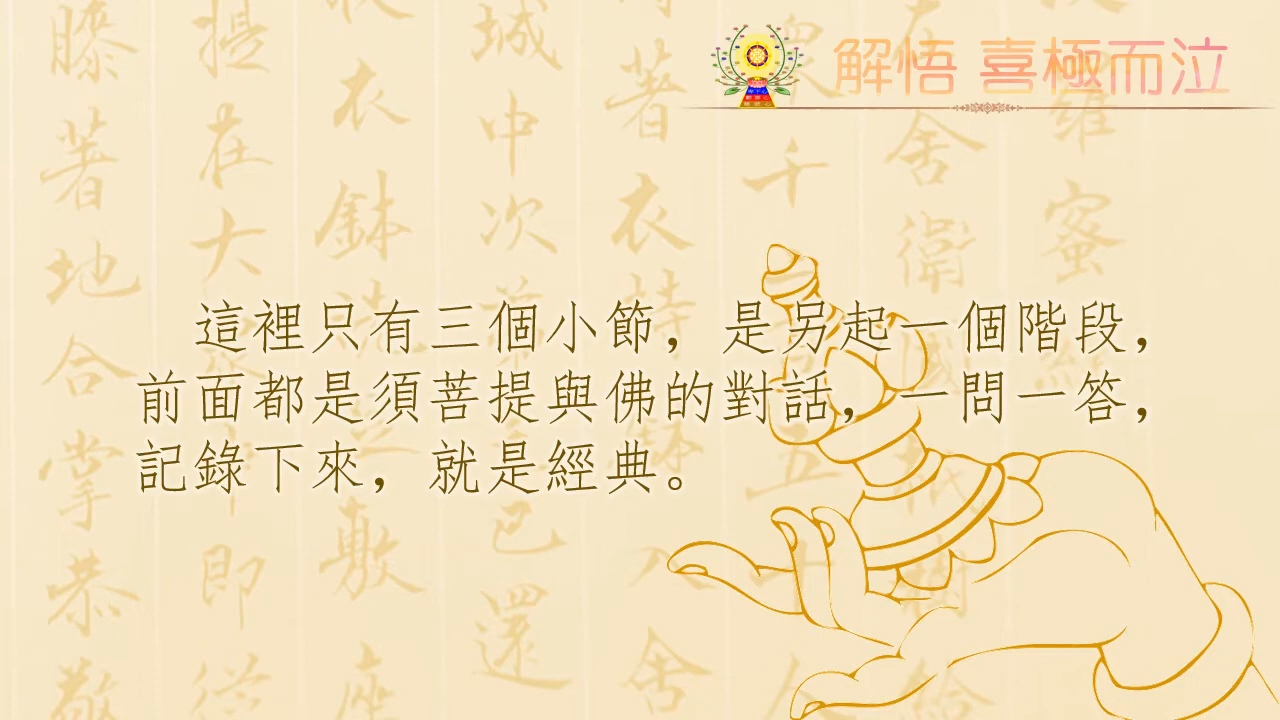 解悟 喜極而泣
這裡只有三個小節，是另起一個階段，
前面都是須菩提與佛的對話，一問一答，
記錄下來，就是經典。